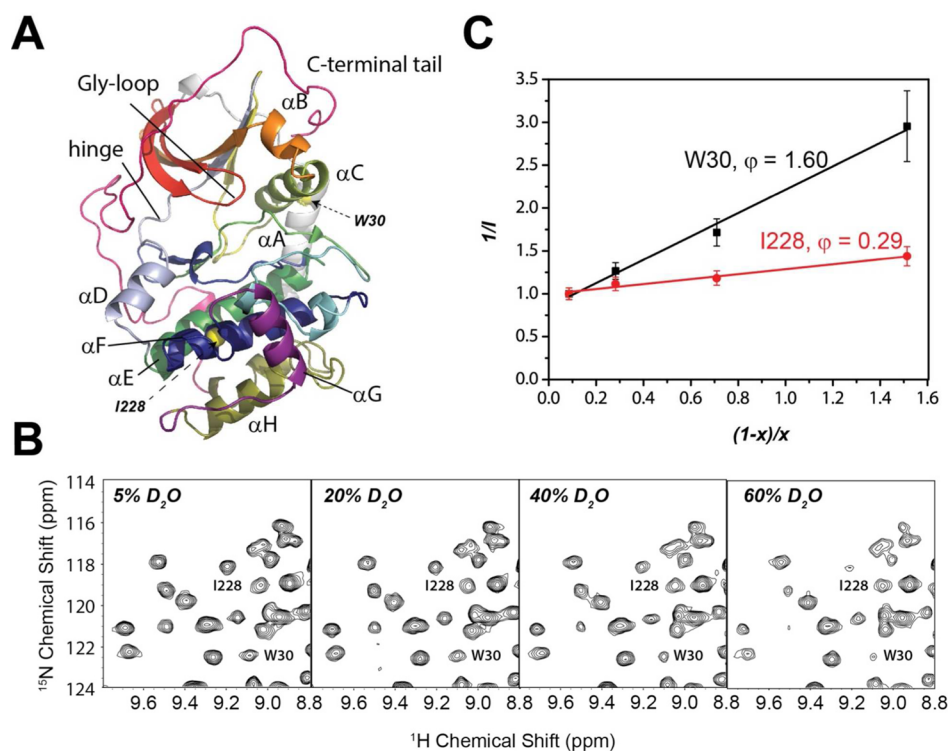 A
C-terminal tail
Gly-loop
αB
hinge
αC
W30
αA
αD
αF
αE
I228
αG
αH
C
3.5
3.0
2.5
2.0
1.5
1.0
0.5
0.0
1/I
W30, φ = 1.60
I228, φ = 0.29
0.0 0.2 0.4 0.6 0.8 1.0 1.2 1.4 1.6
(1-x)/x
B
114
116
118
120
122
124
¹⁵N Chemical Shift (ppm)
5% D₂O
I228
W30
20% D₂O
I228
W30
40% D₂O
I228
W30
60% D₂O
I228
W30
9.6 9.4 9.2 9.0 8.8 9.6 9.4 9.2 9.0 8.8 9.6 9.4 9.2 9.0 8.8 9.6 9.4 9.2 9.0 8.8
¹H Chemical Shift (ppm)